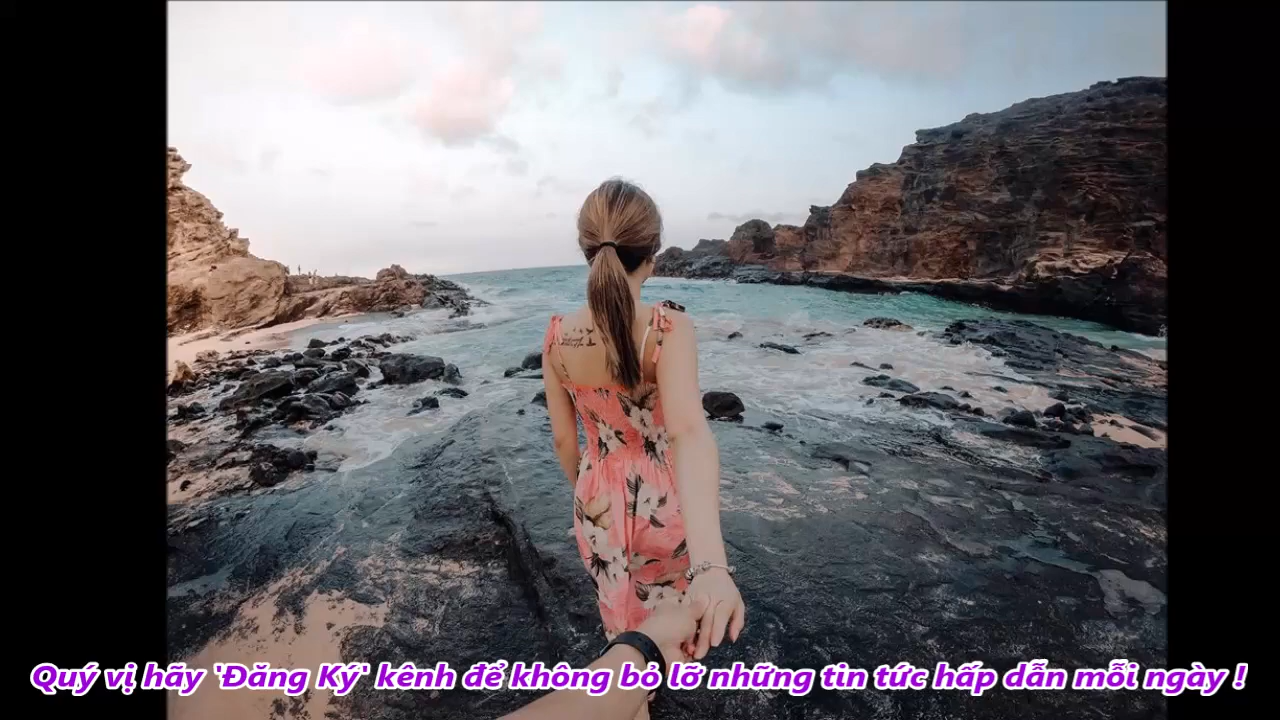 Quý vị hãy 'Đăng Ký' kênh để không bỏ lỡ những tin tức hấp dẫn mỗi ngày !